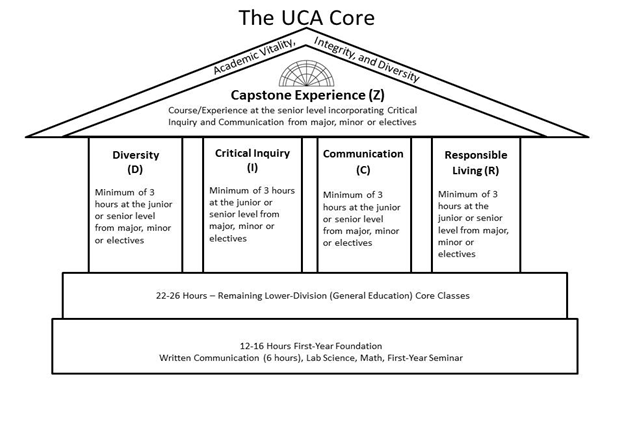 The UCA Core
Academic Vitality, Integrity, and Diversity
Capstone Experience (Z)
Course/Experience at the senior level incorporating Critical
Inquiry and Communication from major, minor or electives
Diversity
(D)
Minimum of 3
hours at the junior
or senior level
from major, minor
or electives
Critical Inquiry
(I)
Minimum of 3 hours
at the junior or
senior level from
major, minor or
electives
Communication
(C)
Minimum of 3
hours at the junior
or senior level
from major, minor
or electives
Responsible
Living (R)
Minimum of 3
hours at the
junior or senior
level from major,
minor or
electives
22-26 Hours – Remaining Lower-Division (General Education) Core Classes
12-16 Hours First-Year Foundation
Written Communication (6 hours), Lab Science, Math, First-Year Seminar